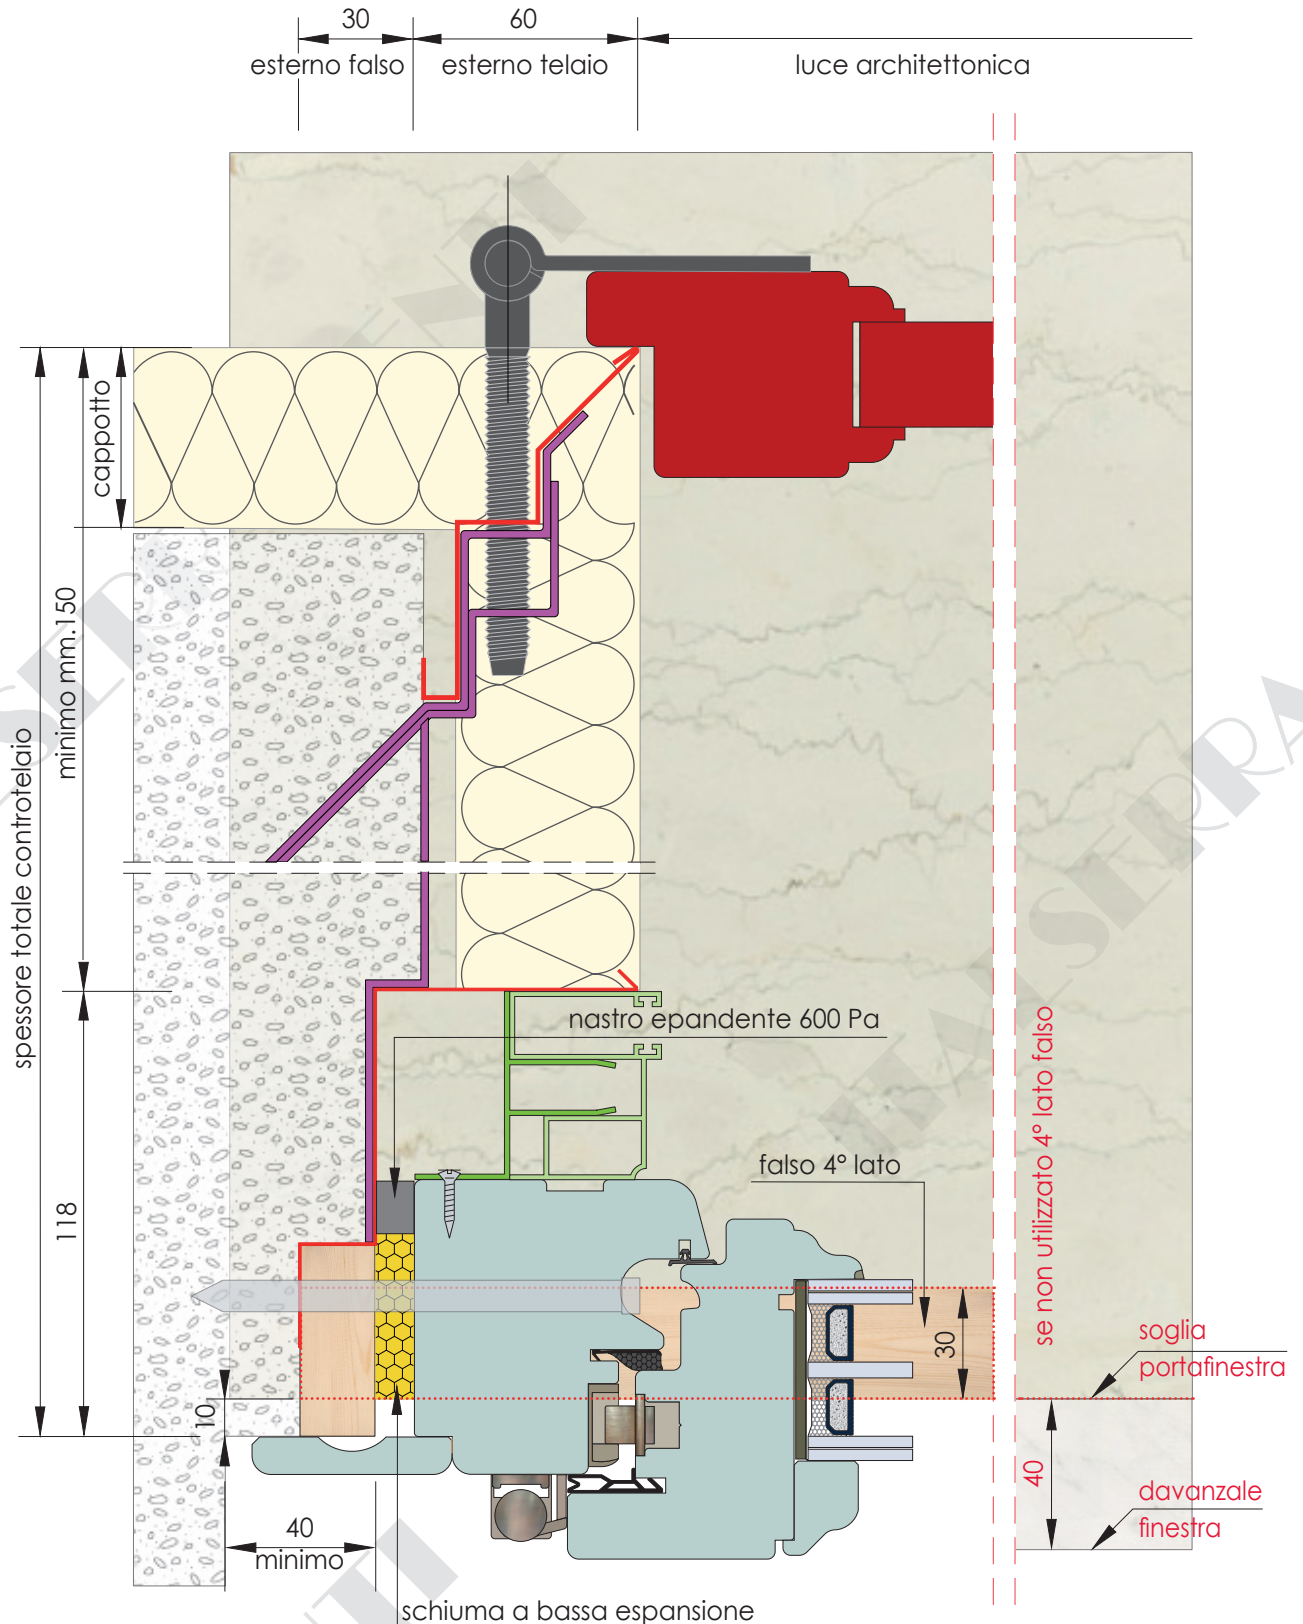 30
60
esterno falso
esterno telaio
luce architettonica
cappotto
minimo mm.150
spessore totale controtelaio
118
10
nastro epandente 600 Pa
falso 4° lato
30
se non utilizzato 4° lato falso
soglia
portafinestra
40
davanzale
finestra
40
minimo
schiuma a bassa espansione